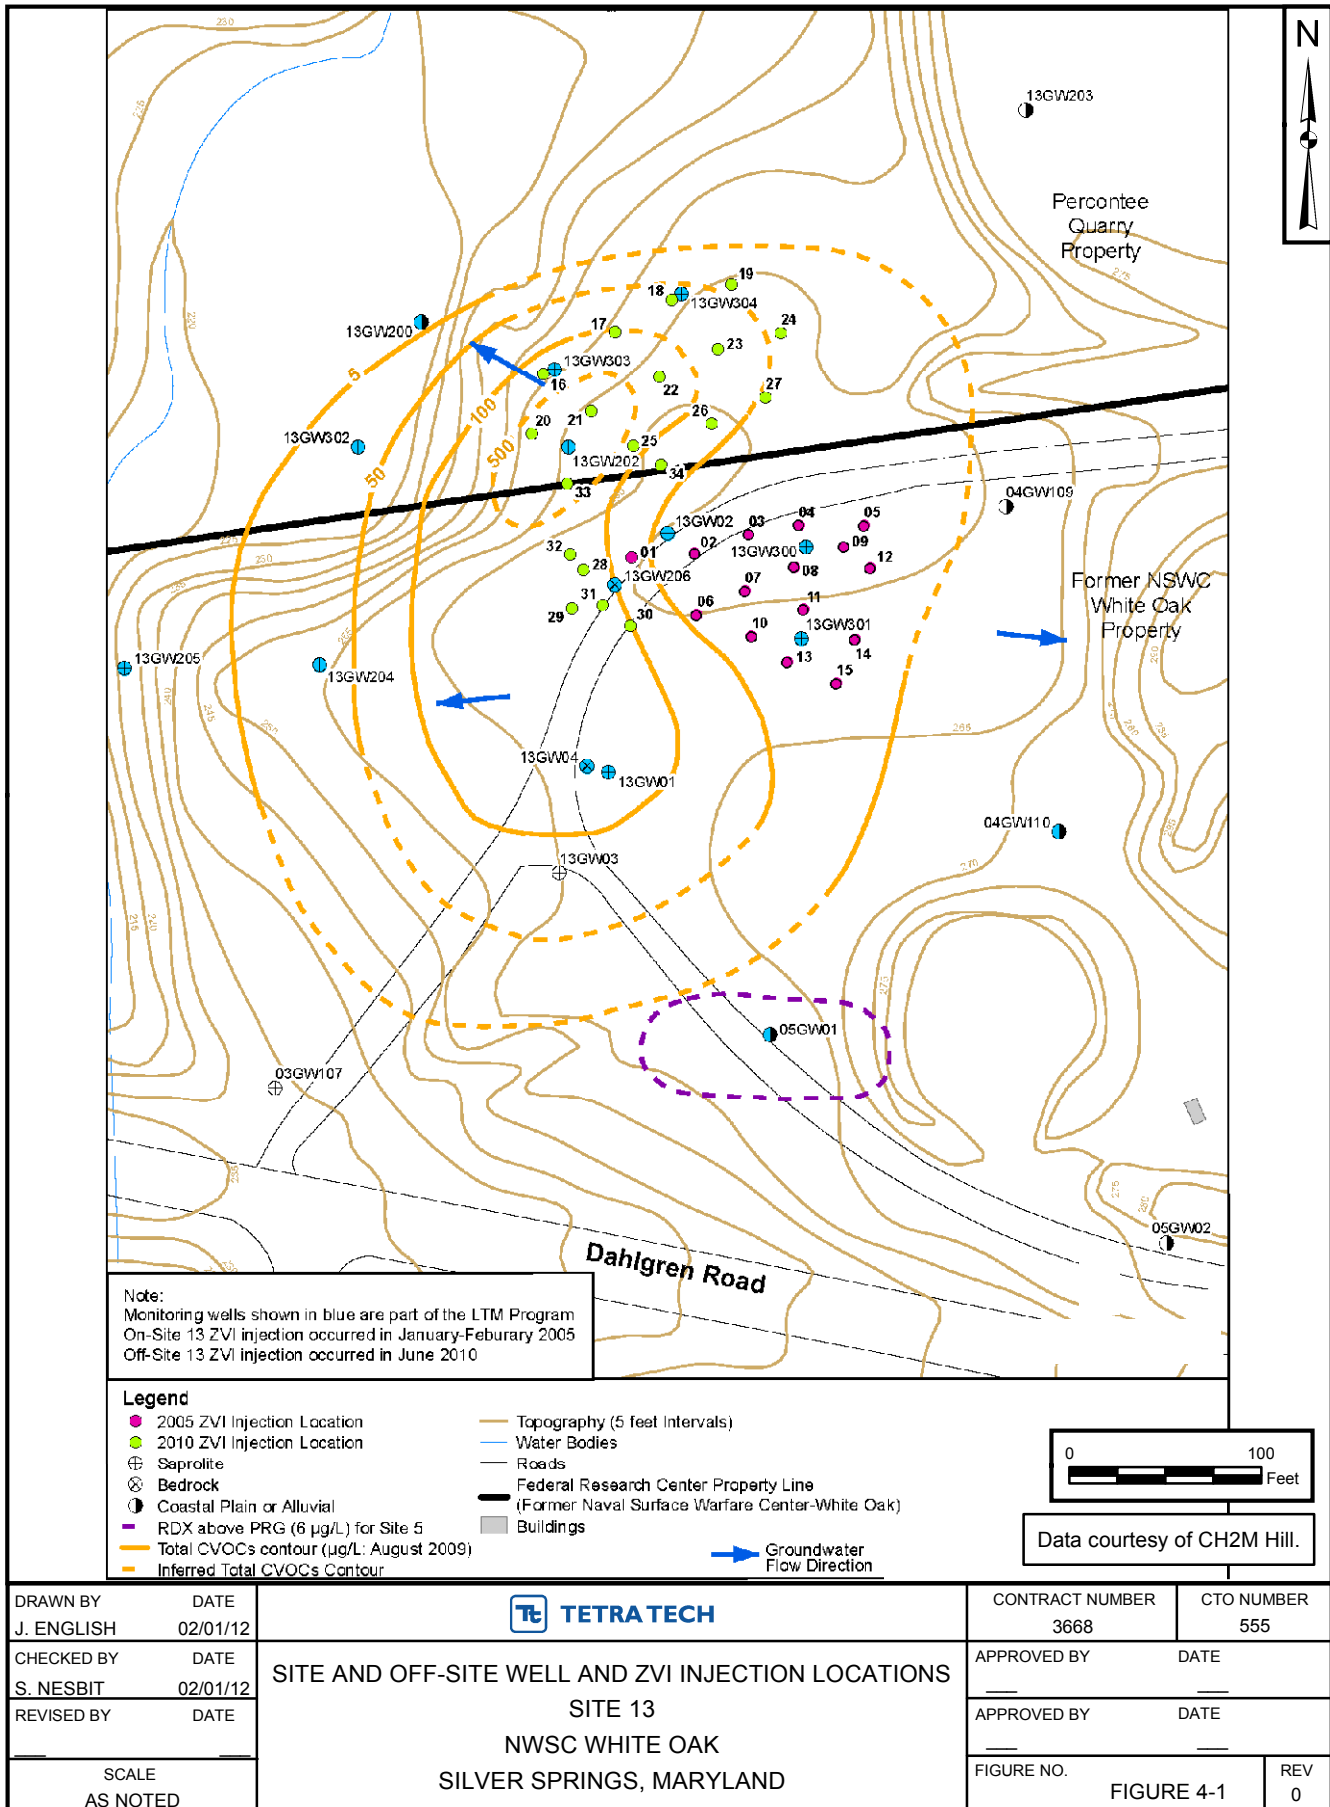 N
230
225
220
13GW203
Percontee
Quarry
Property
275
19
18
13GW304
13GW200
17
24
23
5
13GW303
16
22
27
100
20
21
26
13GW302
25
500
13GW202
50
34
33
04GW109
13GW02
03
04
05
32
01
02
13GW300
09
28
13GW206
12
08
Former NSWC
White Oak
Property
07
31
29
06
11
30
10
13GW301
14
13
13GW205
13GW204
15
265
13GW04
13GW01
04GW110
13GW03
270
05GW01
03GW107
05GW02
Dahlgren Road
Note:
Monitoring wells shown in blue are part of the LTM Program
On-Site 13 ZVI injection occurred in January-Feburary 2005
Off-Site 13 ZVI injection occurred in June 2010
Legend
2005 ZVI Injection Location
2010 ZVI Injection Location
Saprolite
Bedrock
Coastal Plain or Alluvial
RDX above PRG (6 µg/L) for Site 5
Total CVOCs contour (µg/L: August 2009)
Inferred Total CVOCs Contour
Topography (5 feet Intervals)
Water Bodies
Roads
Federal Research Center Property Line
(Former Naval Surface Warfare Center-White Oak)
Buildings
Groundwater
Flow Direction
0 100
Feet
Data courtesy of CH2M Hill.
DRAWN BY DATE
J. ENGLISH 02/01/12
CHECKED BY DATE
S. NESBIT 02/01/12
REVISED BY DATE
SCALE
AS NOTED
Tt TETRA TECH
SITE AND OFF-SITE WELL AND ZVI INJECTION LOCATIONS
SITE 13
NWSC WHITE OAK
SILVER SPRINGS, MARYLAND
CONTRACT NUMBER
3668
CTO NUMBER
555
APPROVED BY DATE
APPROVED BY DATE
FIGURE NO.
FIGURE 4-1
REV
0